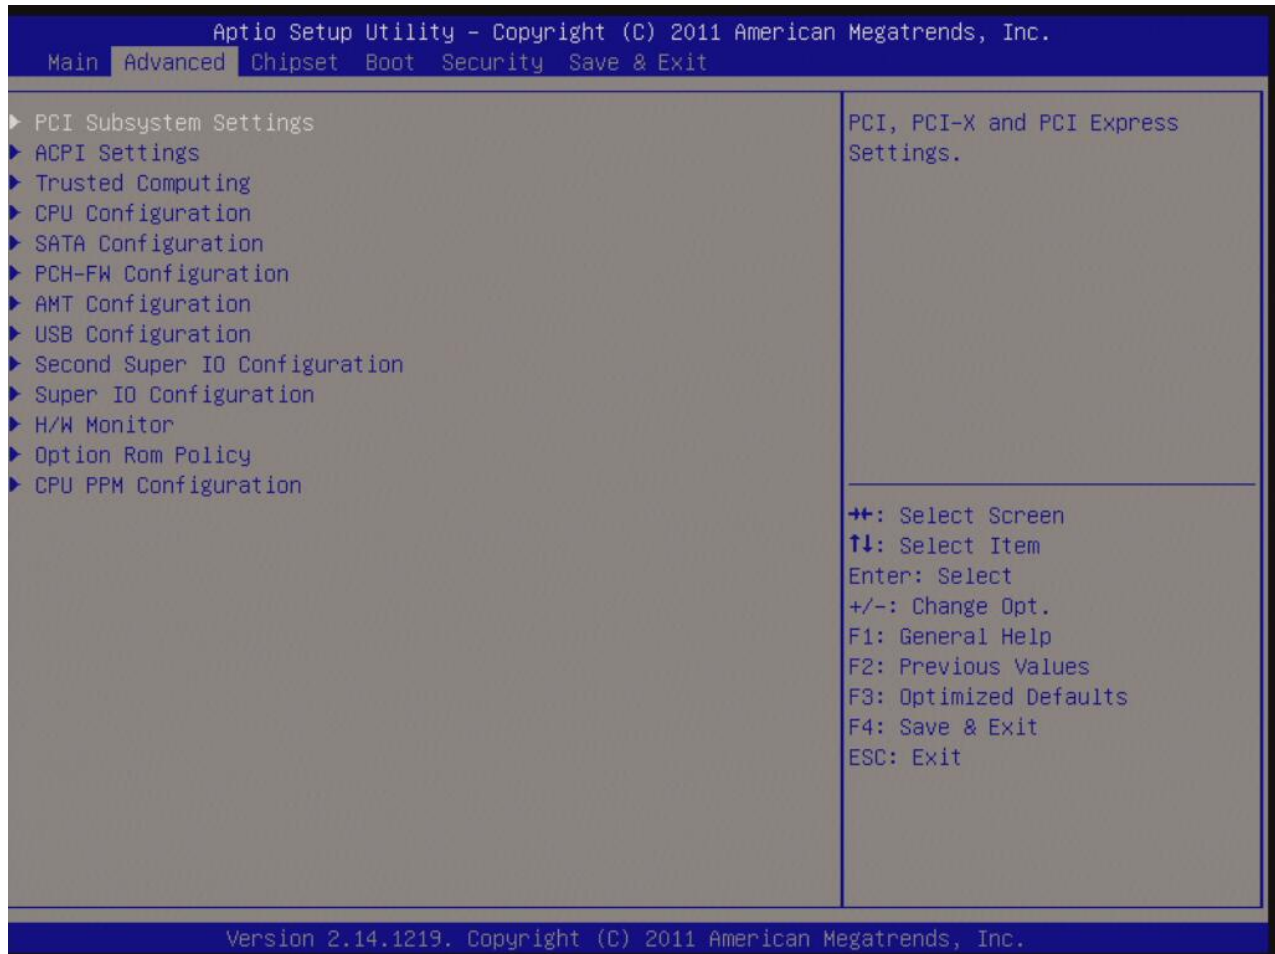 Aptio Setup Utility – Copyright (C) 2011 American Megatrends, Inc.
Main Advanced Chipset Boot Security Save & Exit
▶ PCI Subsystem Settings
▶ ACPI Settings
▶ Trusted Computing
▶ CPU Configuration
▶ SATA Configuration
▶ PCH-FW Configuration
▶ AMT Configuration
▶ USB Configuration
▶ Second Super IO Configuration
▶ Super IO Configuration
▶ H/W Monitor
▶ Option Rom Policy
▶ CPU PPM Configuration
PCI, PCI-X and PCI Express
Settings.
→←: Select Screen
↑↓: Select Item
Enter: Select
+/-: Change Opt.
F1: General Help
F2: Previous Values
F3: Optimized Defaults
F4: Save & Exit
ESC: Exit
Version 2.14.1219. Copyright (C) 2011 American Megatrends, Inc.